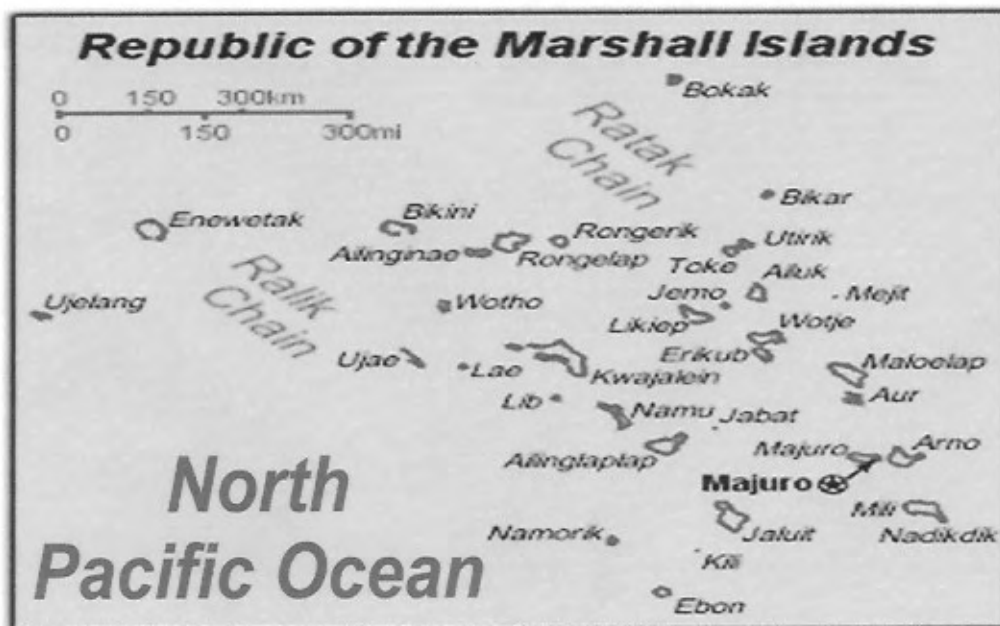 Republic of the Marshall Islands
0 150 300km
0 150 300mi
Bokak
Ratak
Chain
Bikar
Enewetak
Bikini
Rongerik
Utirik
Ailinginae
Rongelap
Toke
Ailuk
Ralik
Chain
Ujelang
Wotho
Jemo
Mejit
Likiep
Wotje
Ujae
Lae
Kwajalein
Erikub
Maloelap
Lib
Namu
Jabat
Aur
Ailinglaplap
Majuro
Arno
Majuro
North
Pacific Ocean
Mili
Nadikdik
Namorik
Jaluit
Kili
Ebon